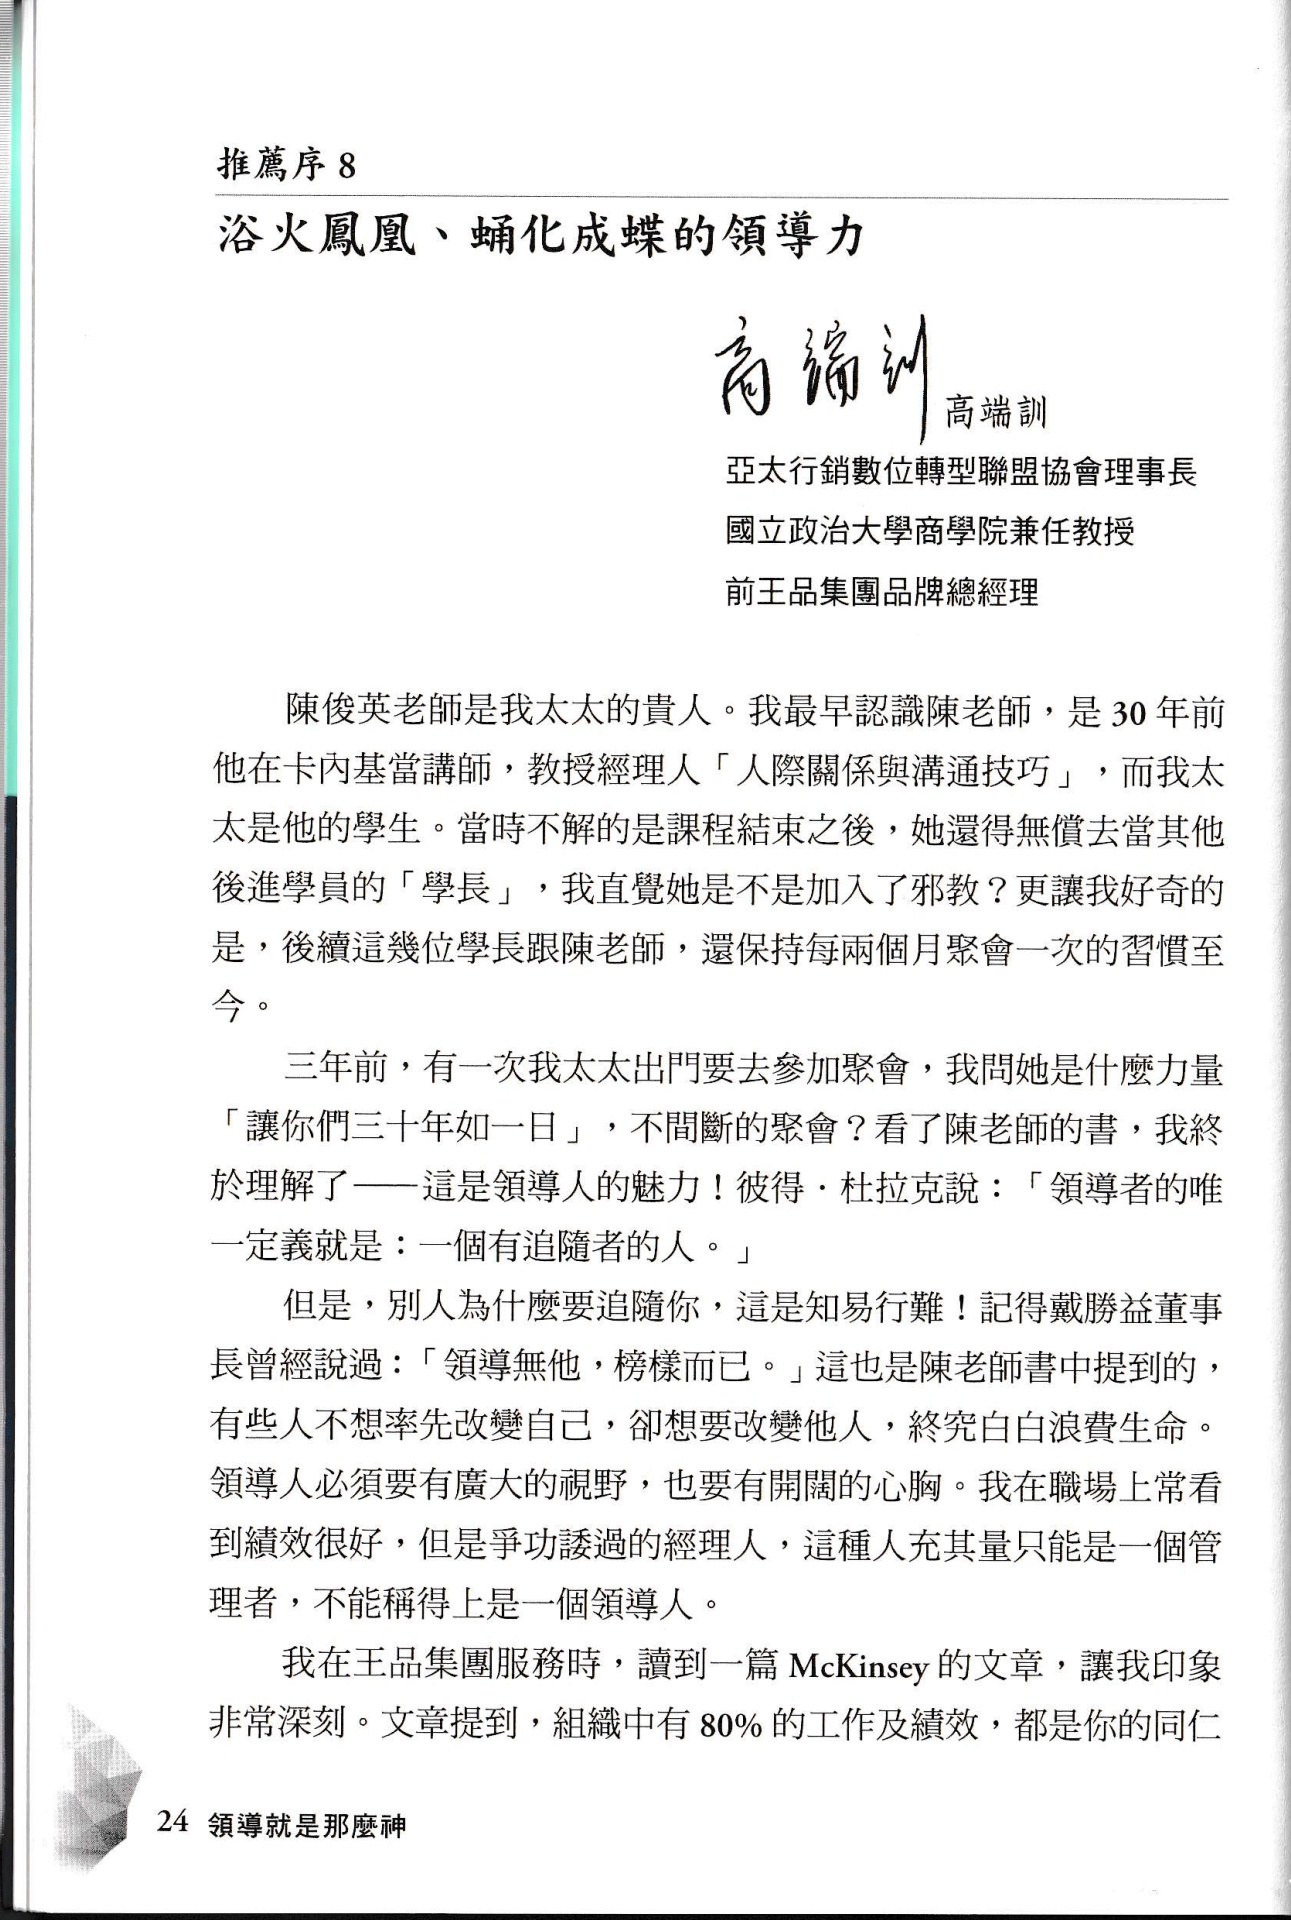 推薦序 8
浴火鳳凰、蛹化成蝶的領導力
高端訓
高端訓
亞太行銷數位轉型聯盟協會理事長
國立政治大學商學院兼任教授
前王品集團品牌總經理
陳俊英老師是我太太的貴人。我最早認識陳老師，是 30 年前
他在卡內基當講師，教授經理人「人際關係與溝通技巧」，而我太
太是他的學生。當時不解的是課程結束之後，她還得無償去當其他
後進學員的「學長」，我直覺她是不是加入了邪教？更讓我好奇的
是，後續這幾位學長跟陳老師，還保持每兩個月聚會一次的習慣至
今。
三年前，有一次我太太出門要去參加聚會，我問她是什麼力量
「讓你們三十年如一日」，不間斷的聚會？看了陳老師的書，我終
於理解了——這是領導人的魅力！彼得．杜拉克說：「領導者的唯
一定義就是：一個有追隨者的人。」
但是，別人為什麼要追隨你，這是知易行難！記得戴勝益董事
長曾經說過：「領導無他，榜樣而已。」這也是陳老師書中提到的，
有些人不想率先改變自己，卻想要改變他人，終究白白浪費生命。
領導人必須要有廣大的視野，也要有開闊的心胸。我在職場上常看
到績效很好，但是爭功諉過的經理人，這種人充其量只能是一個管
理者，不能稱得上是一個領導人。
我在王品集團服務時，讀到一篇 McKinsey 的文章，讓我印象
非常深刻。文章提到，組織中有 80% 的工作及績效，都是你的同仁
24 領導就是那麼神